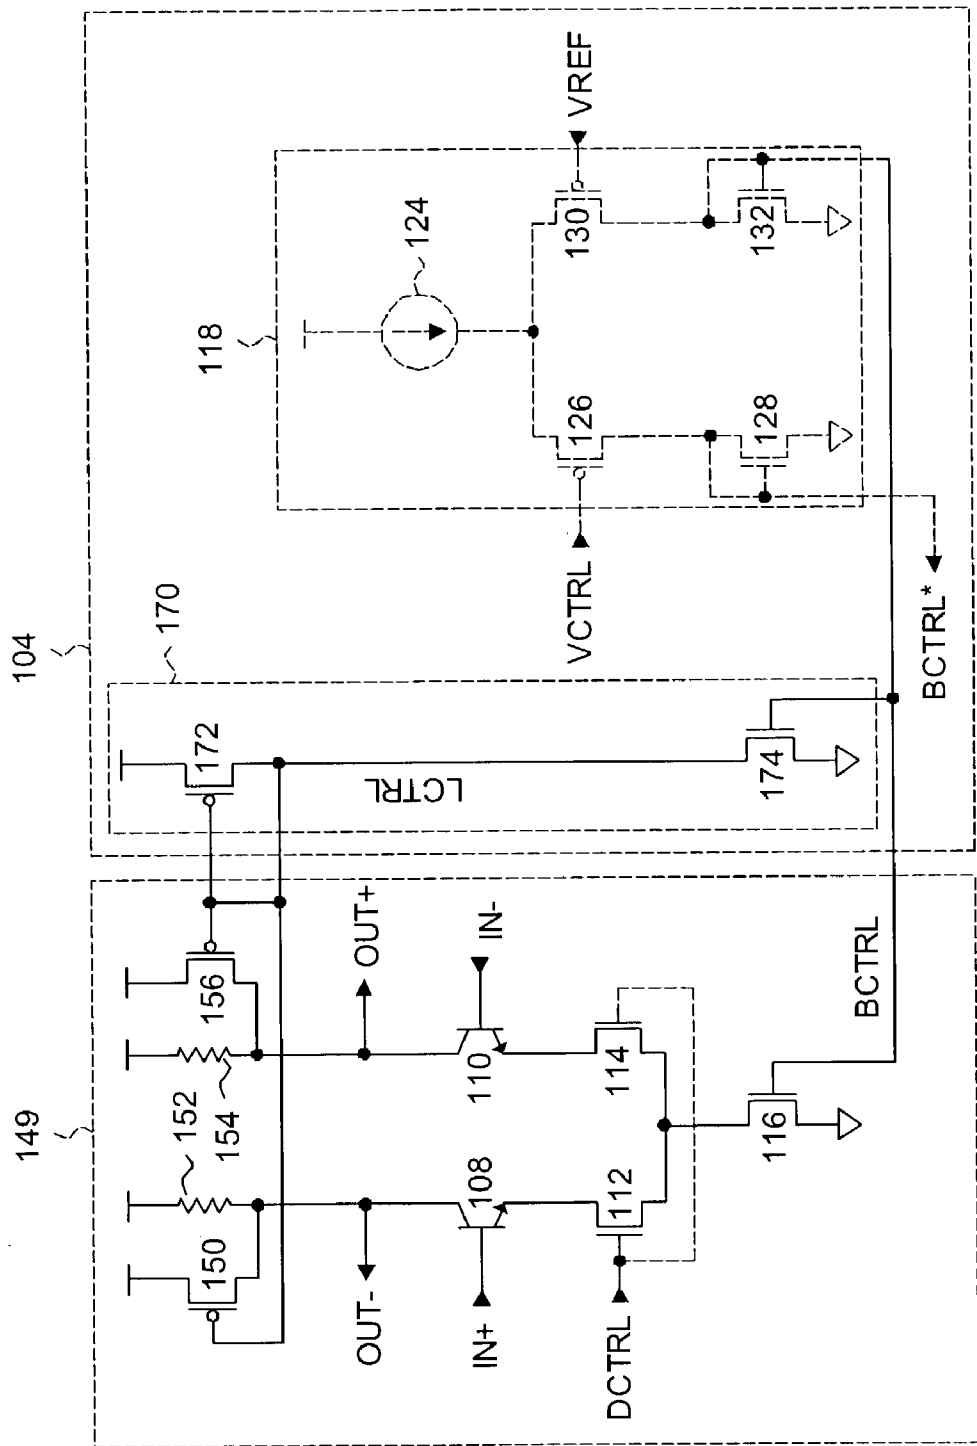 149
104
152
154
150
156
OUT-
OUT+
IN+
IN-
108
110
DCTRL
112
114
116
BCTRL
170
172
LCTRL
174
118
124
VCTRL
126
130
VREF
128
132
BCTRL*